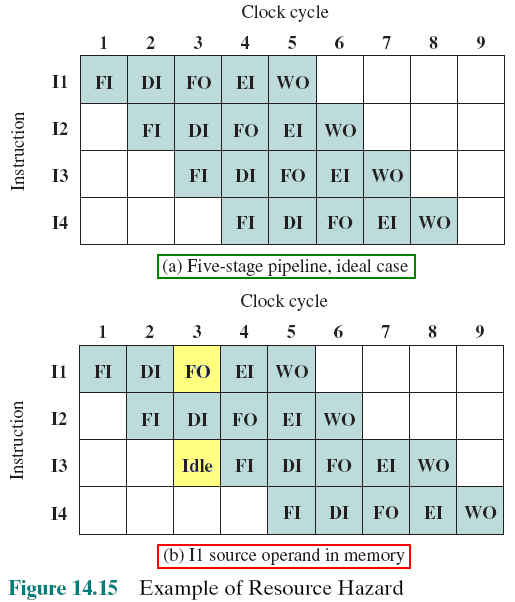 Clock cycle
1 2 3 4 5 6 7 8 9
I1 FI DI FO EI WO
Instruction
I2 FI DI FO EI WO
I3 FI DI FO EI WO
I4 FI DI FO EI WO
(a) Five-stage pipeline, ideal case
Clock cycle
1 2 3 4 5 6 7 8 9
I1 FI DI FO EI WO
Instruction
I2 FI DI FO EI WO
I3 Idle FI DI FO EI WO
I4 FI DI FO EI WO
(b) I1 source operand in memory
Figure 14.15 Example of Resource Hazard